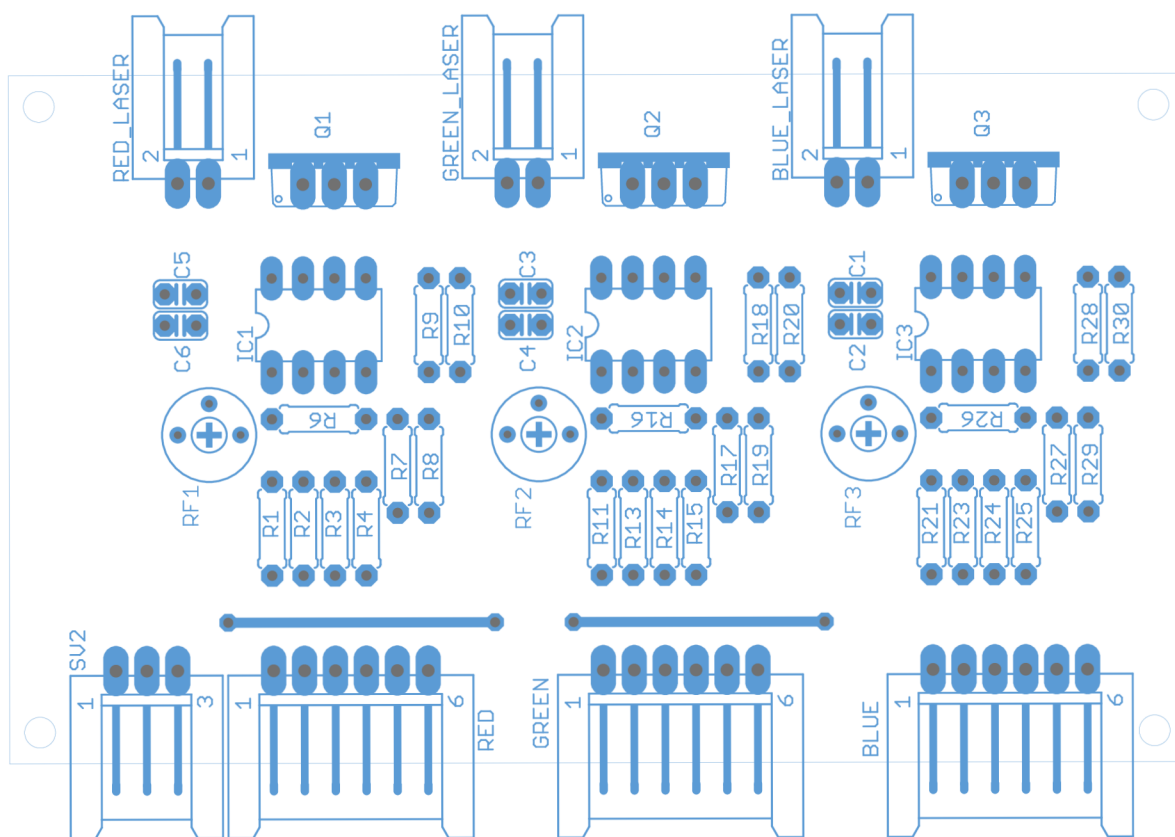 RED_LASER
2
1
Q1
GREEN_LASER
2
1
Q2
BLUE_LASER
2
1
Q3
C5
C6
IC1
R9
R10
C3
C4
IC2
R18
R20
C1
C2
IC3
R28
R30
RF1
R6
R7
R8
RF2
R16
R17
R19
RF3
R26
R27
R29
R1
R2
R3
R4
R11
R13
R14
R15
R21
R23
R24
R25
SV2
1
3
1
6
RED
GREEN
1
6
BLUE
1
6